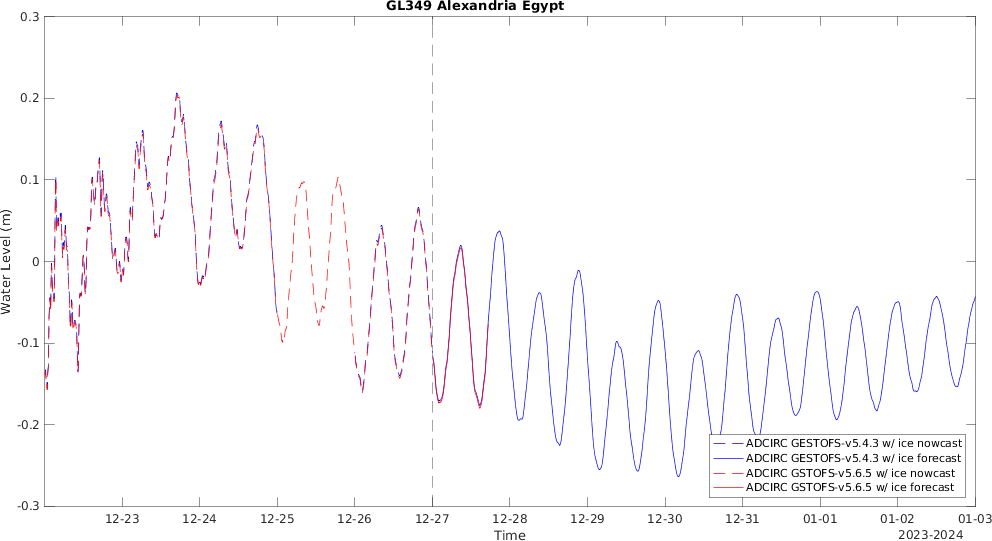 GL349 Alexandria Egypt
0.3
0.2
0.1
0
-0.1
-0.2
-0.3
Water Level (m)
ADCIRC GESTOFS-v5.4.3 w/ ice nowcast
ADCIRC GESTOFS-v5.4.3 w/ ice forecast
ADCIRC GSTOFS-v5.6.5 w/ ice nowcast
ADCIRC GSTOFS-v5.6.5 w/ ice forecast
12-23 12-24 12-25 12-26 12-27 12-28 12-29 12-30 12-31 01-01 01-02 01-03
Time
2023-2024